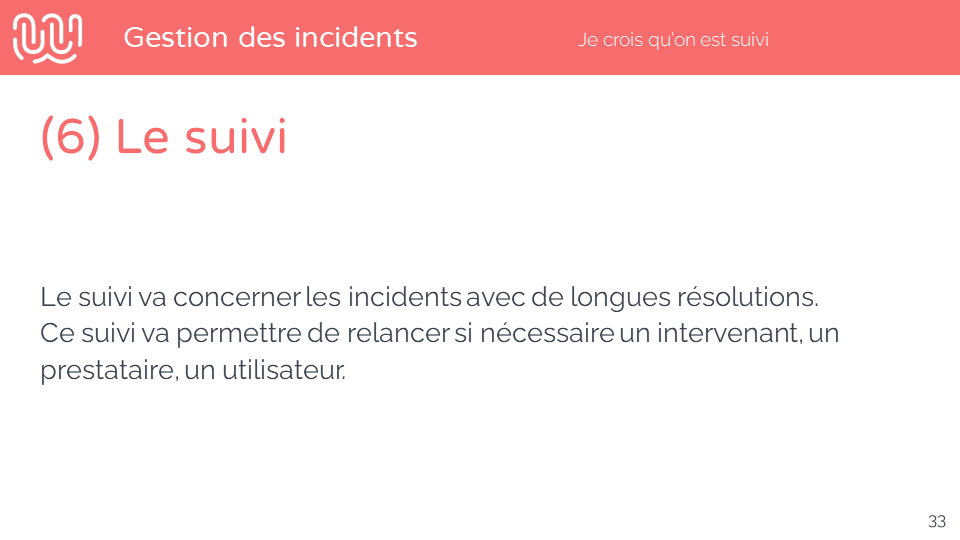 Gestion des incidents
Je crois qu'on est suivi
(6) Le suivi
Le suivi va concerner les incidents avec de longues résolutions.
Ce suivi va permettre de relancer si nécessaire un intervenant, un
prestataire, un utilisateur.
33